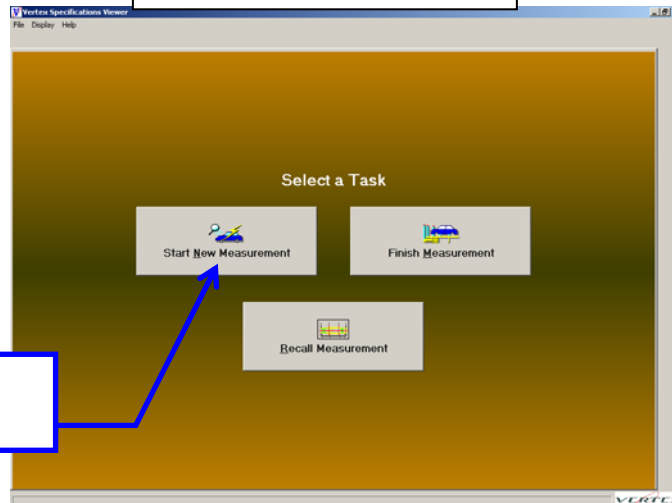 Vertex Specifications Viewer
File Display Help
Select a Task
Start New Measurement
Finish Measurement
Recall Measurement